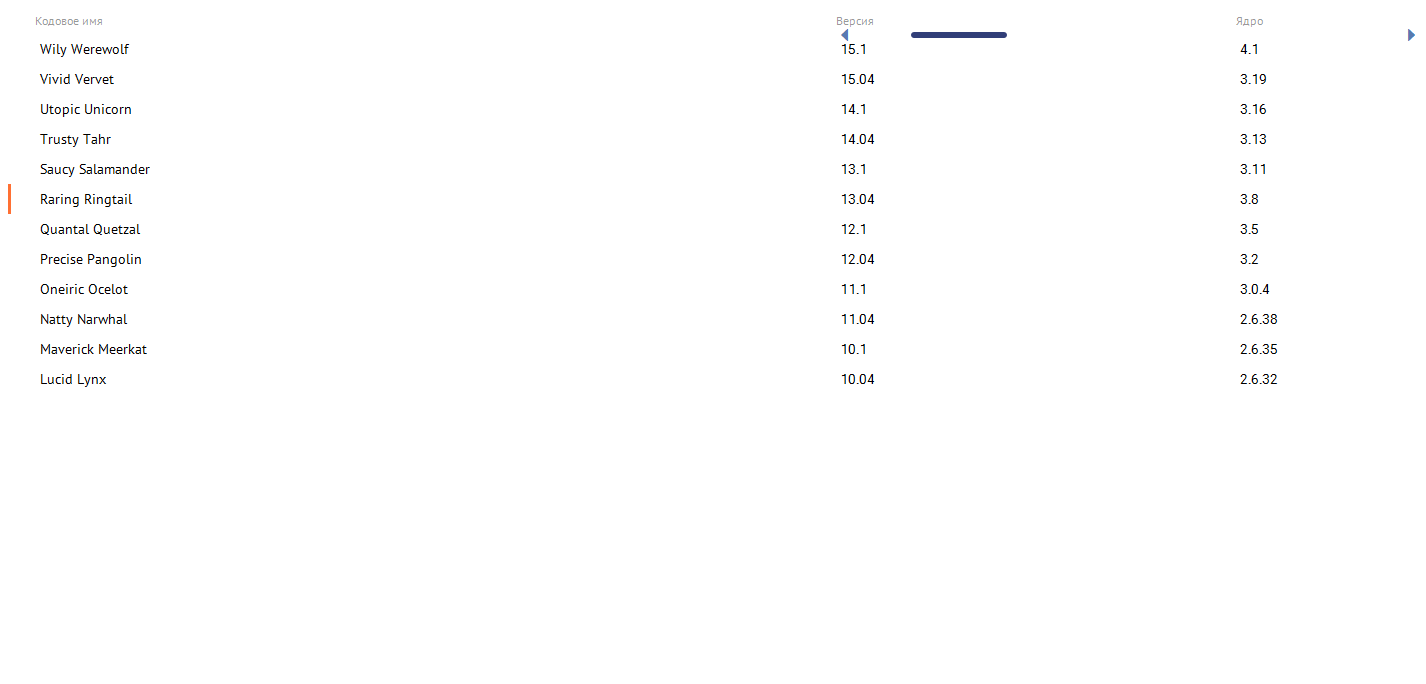 Кодовое имя Версия Ядро
Wily Werewolf 15.1 4.1
Vivid Vervet 15.04 3.19
Utopic Unicorn 14.1 3.16
Trusty Tahr 14.04 3.13
Saucy Salamander 13.1 3.11
Raring Ringtail 13.04 3.8
Quantal Quetzal 12.1 3.5
Precise Pangolin 12.04 3.2
Oneiric Ocelot 11.1 3.0.4
Natty Narwhal 11.04 2.6.38
Maverick Meerkat 10.1 2.6.35
Lucid Lynx 10.04 2.6.32